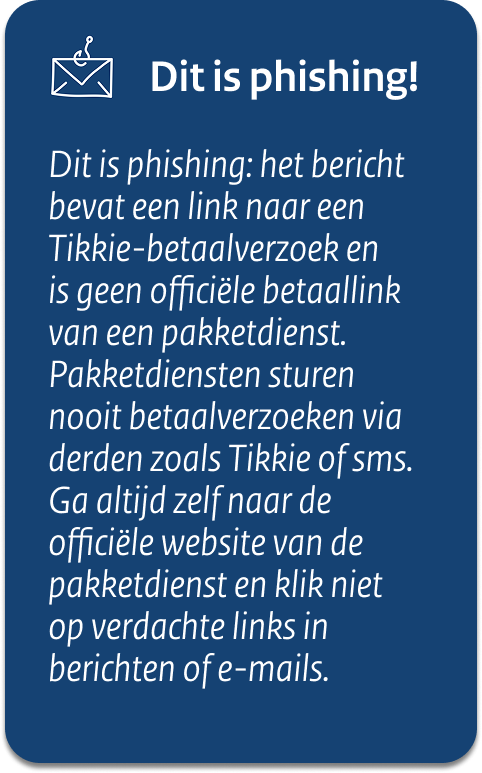 Dit is phishing!
Dit is phishing: het bericht
bevat een link naar een
Tikkie-betaalverzoek en
is geen officiële betaallink
van een pakketdienst.
Pakketdiensten sturen
nooit betaalverzoeken via
derden zoals Tikkie of sms.
Ga altijd zelf naar de
officiële website van de
pakketdienst en klik niet
op verdachte links in
berichten of e-mails.